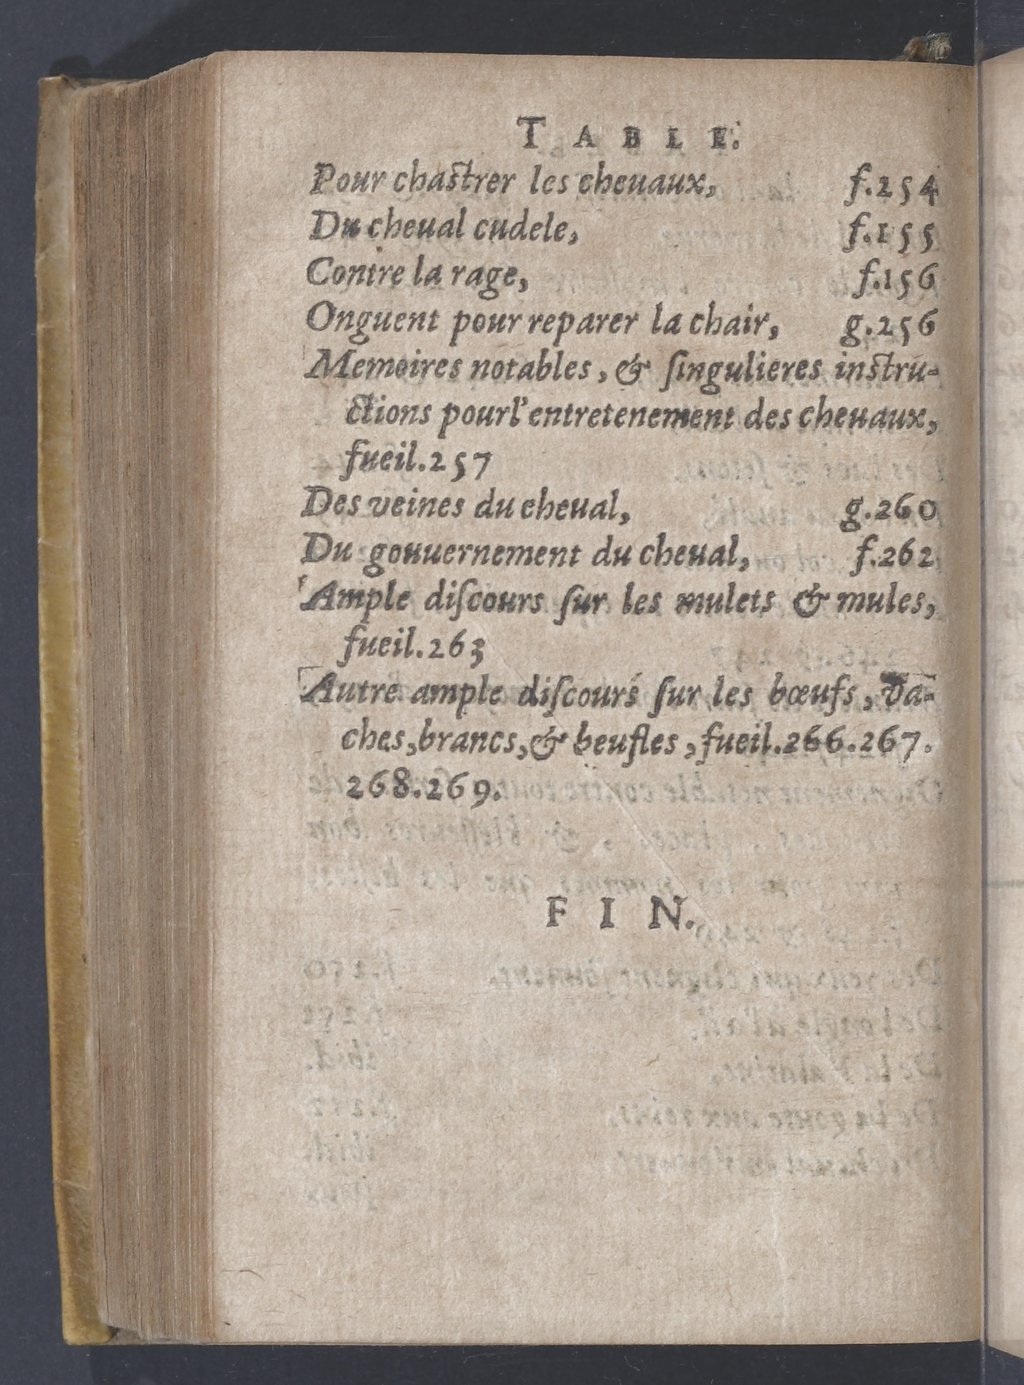 TABLE.
Pour chastrer les cheuaux, f.254
Du cheual cudele, f.155
Contre la rage, f.156
Onguent pour reparer la chair, g.256
Memoires notables, & ſingulieres instru-
ctions pour l'entretenement des cheuaux,
fueil.257
Des veines du cheual, g.260
Du gouuernement du cheual, f.262
Ample diſcours ſur les mulets & mules,
fueil.263
Autre ample diſcours ſur les bœufs, va-
ches, brancs, & beufles, fueil.266.267.
268.269.
FIN.